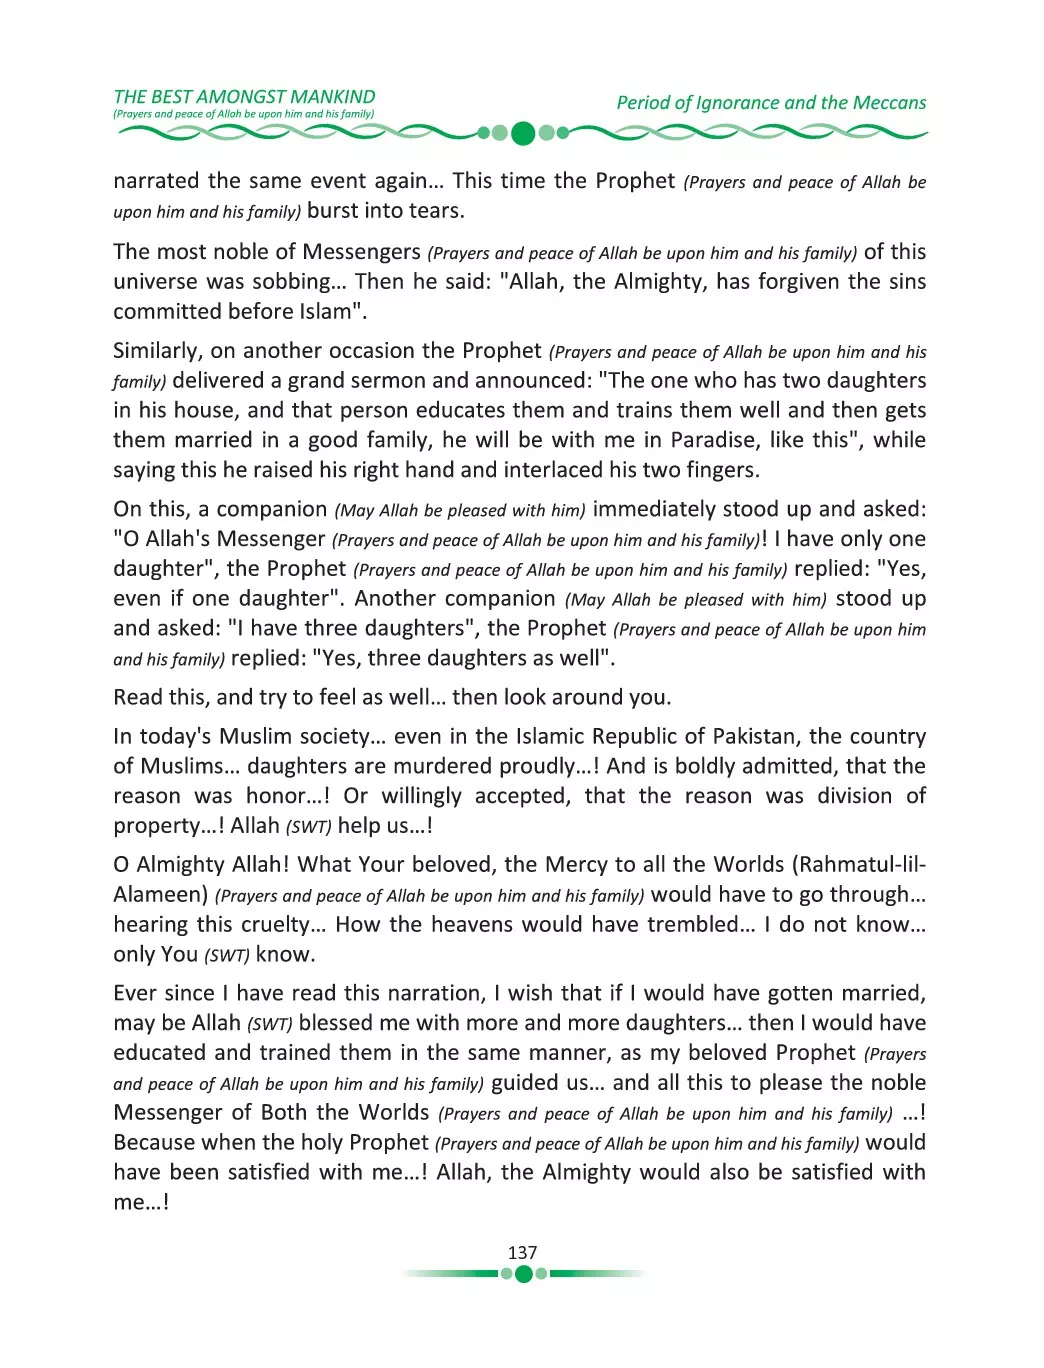 THE BEST AMONGST MANKIND
(Prayers and peace of Allah be upon him and his family)
Period of Ignorance and the Meccans
narrated the same event again… This time the Prophet (Prayers and peace of Allah be
upon him and his family) burst into tears.
The most noble of Messengers (Prayers and peace of Allah be upon him and his family) of this
universe was sobbing… Then he said: "Allah, the Almighty, has forgiven the sins
committed before Islam".
Similarly, on another occasion the Prophet (Prayers and peace of Allah be upon him and his
family) delivered a grand sermon and announced: "The one who has two daughters
in his house, and that person educates them and trains them well and then gets
them married in a good family, he will be with me in Paradise, like this", while
saying this he raised his right hand and interlaced his two fingers.
On this, a companion (May Allah be pleased with him) immediately stood up and asked:
"O Allah's Messenger (Prayers and peace of Allah be upon him and his family)! I have only one
daughter", the Prophet (Prayers and peace of Allah be upon him and his family) replied: "Yes,
even if one daughter". Another companion (May Allah be pleased with him) stood up
and asked: "I have three daughters", the Prophet (Prayers and peace of Allah be upon him
and his family) replied: "Yes, three daughters as well".
Read this, and try to feel as well… then look around you.
In today's Muslim society… even in the Islamic Republic of Pakistan, the country
of Muslims… daughters are murdered proudly…! And is boldly admitted, that the
reason was honor…! Or willingly accepted, that the reason was division of
property…! Allah (SWT) help us…!
O Almighty Allah! What Your beloved, the Mercy to all the Worlds (Rahmatul-lil-
Alameen) (Prayers and peace of Allah be upon him and his family) would have to go through…
hearing this cruelty… How the heavens would have trembled… I do not know…
only You (SWT) know.
Ever since I have read this narration, I wish that if I would have gotten married,
may be Allah (SWT) blessed me with more and more daughters… then I would have
educated and trained them in the same manner, as my beloved Prophet (Prayers
and peace of Allah be upon him and his family) guided us… and all this to please the noble
Messenger of Both the Worlds (Prayers and peace of Allah be upon him and his family) …!
Because when the holy Prophet (Prayers and peace of Allah be upon him and his family) would
have been satisfied with me…! Allah, the Almighty would also be satisfied with
me…!
137